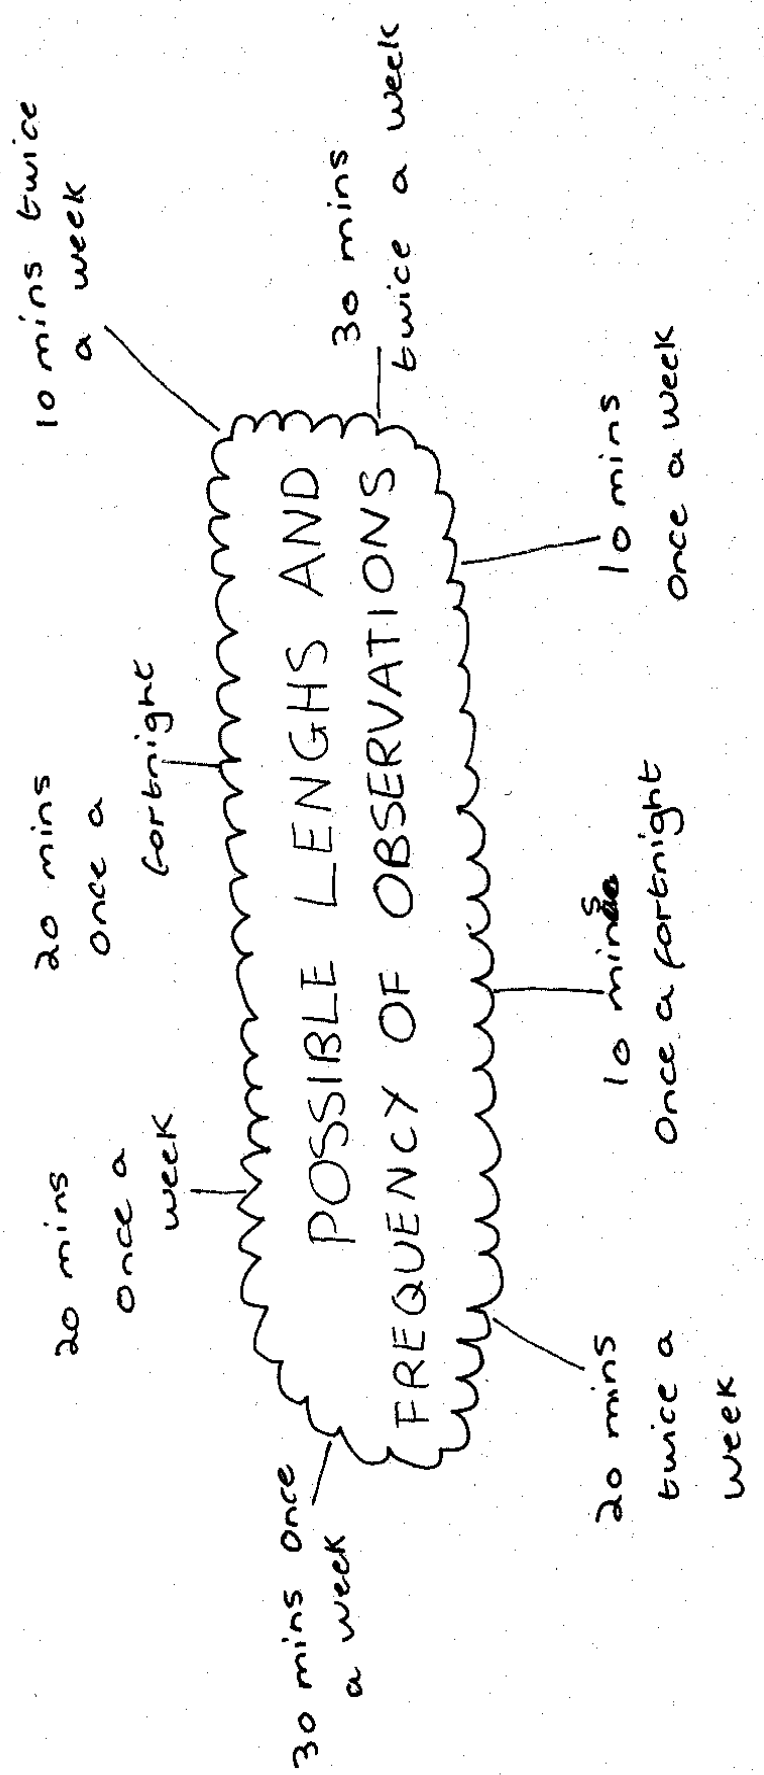 20 mins
once a
week
20 mins
once a
fortnight
10 mins twice
a week
30 mins once
a week
POSSIBLE LENGHS AND
FREQUENCY OF OBSERVATIONS
30 mins
twice a week
20 mins
twice a
week
10 mins
once a fortnight
10 mins
once a week